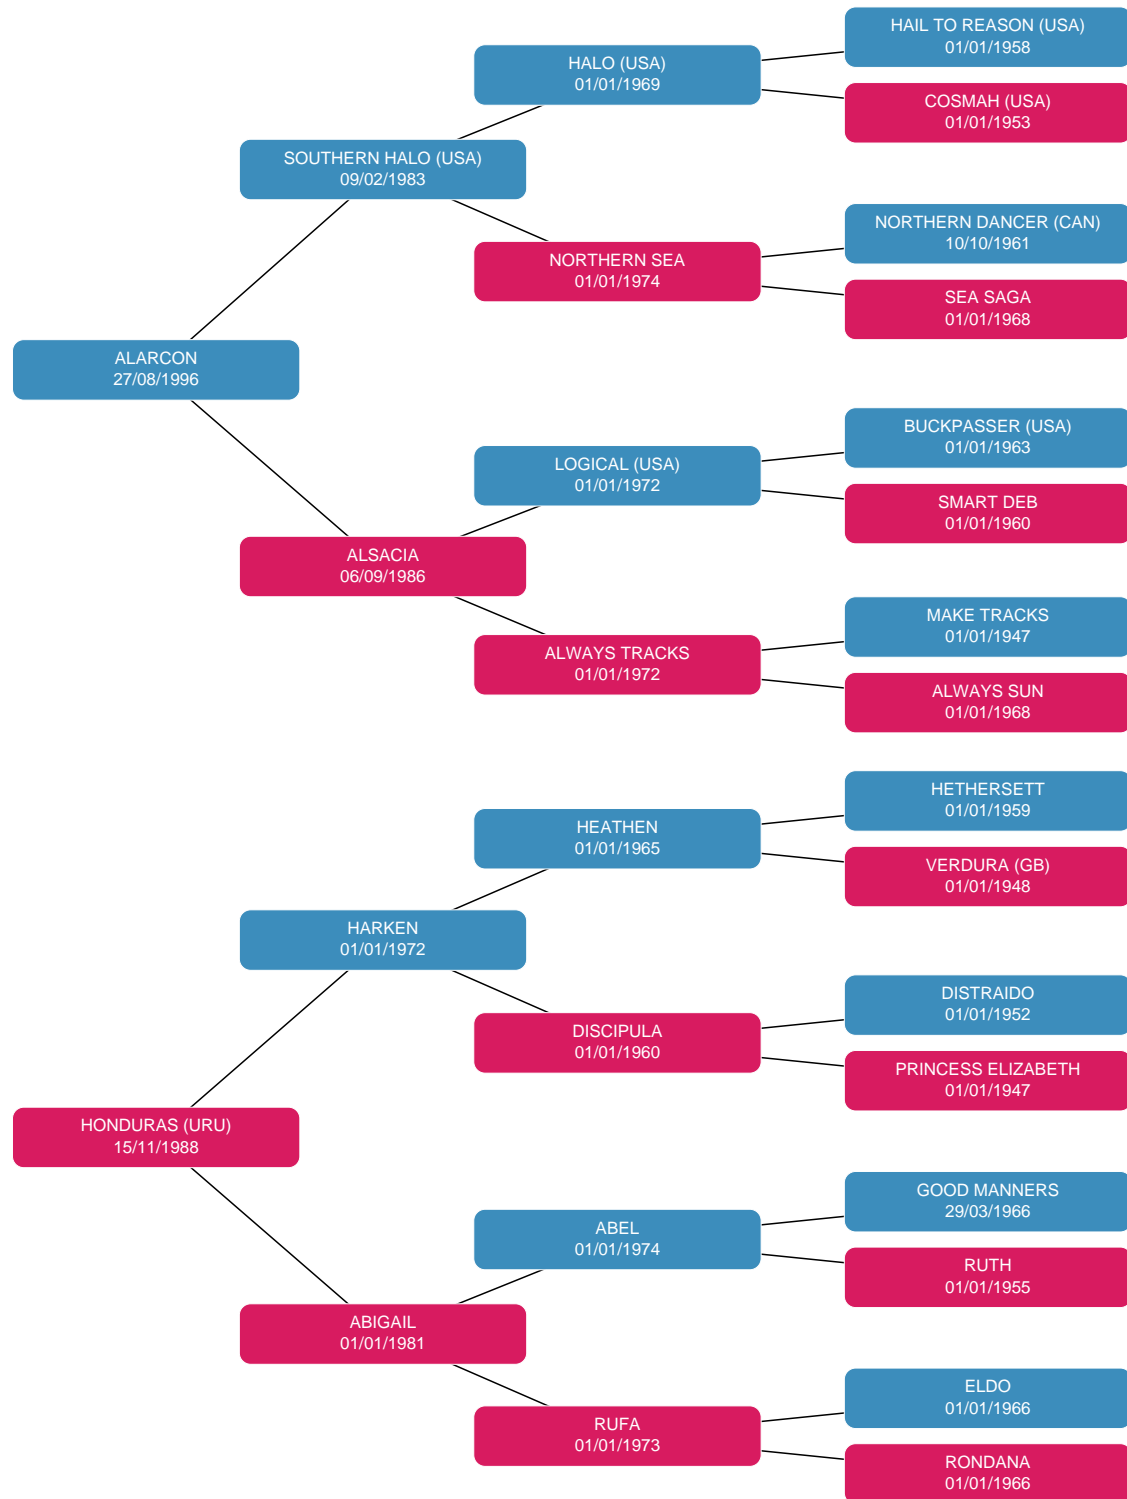 HAIL TO REASON (USA)
01/01/1958
HALO (USA)
01/01/1969
COSMAH (USA)
01/01/1953
SOUTHERN HALO (USA)
09/02/1983
NORTHERN DANCER (CAN)
10/10/1961
NORTHERN SEA
01/01/1974
SEA SAGA
01/01/1968
ALARCON
27/08/1996
BUCKPASSER (USA)
01/01/1963
LOGICAL (USA)
01/01/1972
SMART DEB
01/01/1960
ALSACIA
06/09/1986
MAKE TRACKS
01/01/1947
ALWAYS TRACKS
01/01/1972
ALWAYS SUN
01/01/1968
HETHERSETT
01/01/1959
HEATHEN
01/01/1965
VERDURA (GB)
01/01/1948
HARKEN
01/01/1972
DISTRAIDO
01/01/1952
DISCIPULA
01/01/1960
PRINCESS ELIZABETH
01/01/1947
HONDURAS (URU)
15/11/1988
GOOD MANNERS
29/03/1966
ABEL
01/01/1974
RUTH
01/01/1955
ABIGAIL
01/01/1981
ELDO
01/01/1966
RUFA
01/01/1973
RONDANA
01/01/1966